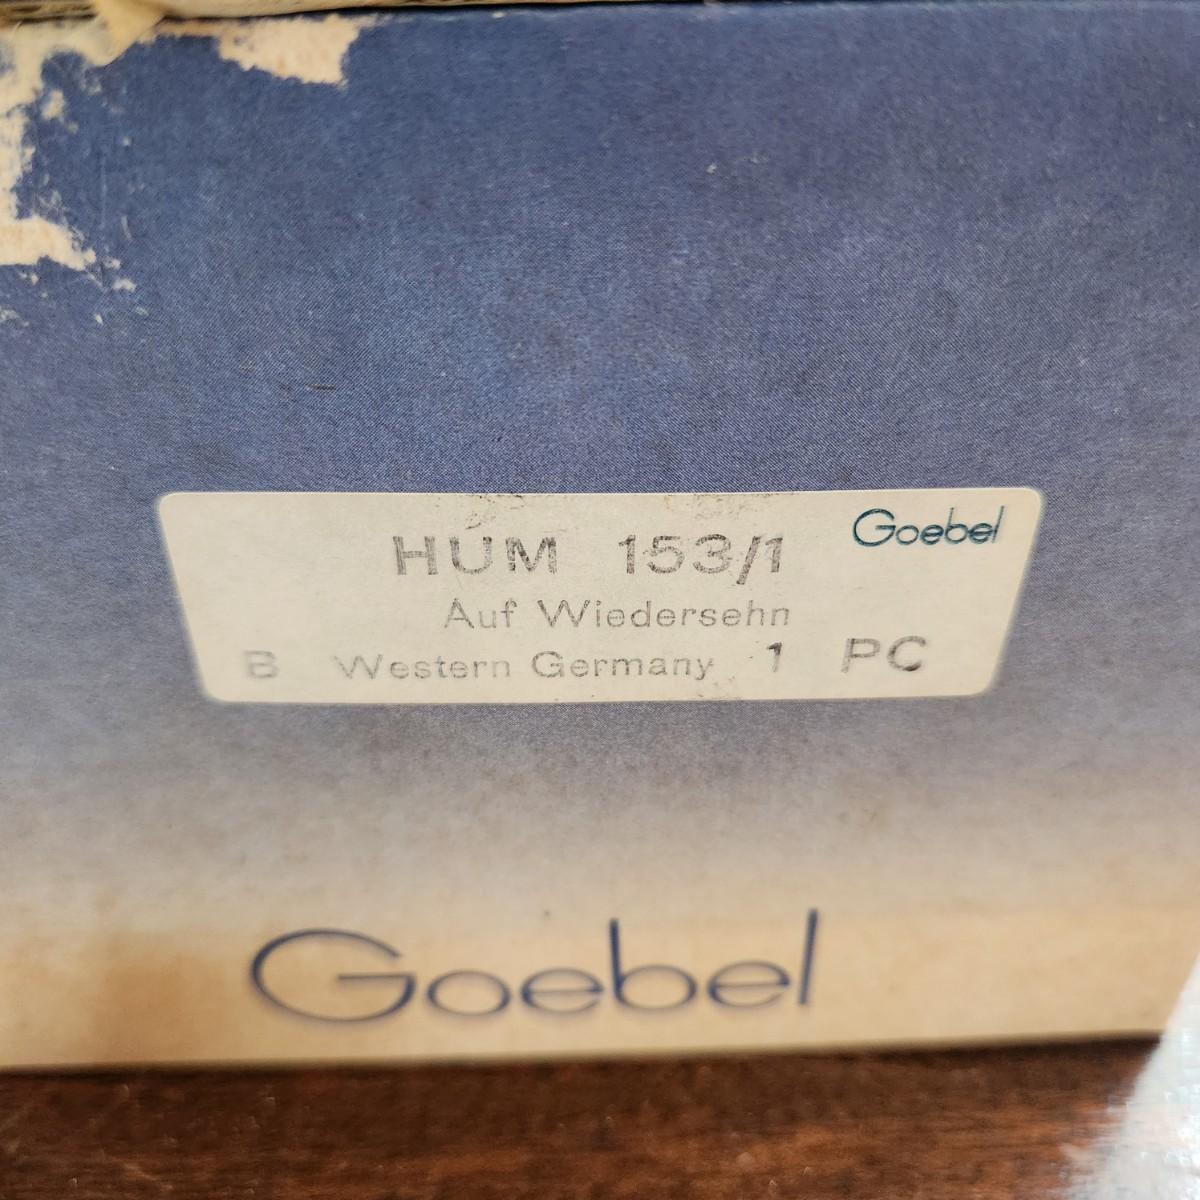 HUM 153/1 Goebel
Auf Wiedersehn
B Western Germany 1 PC
Goebel